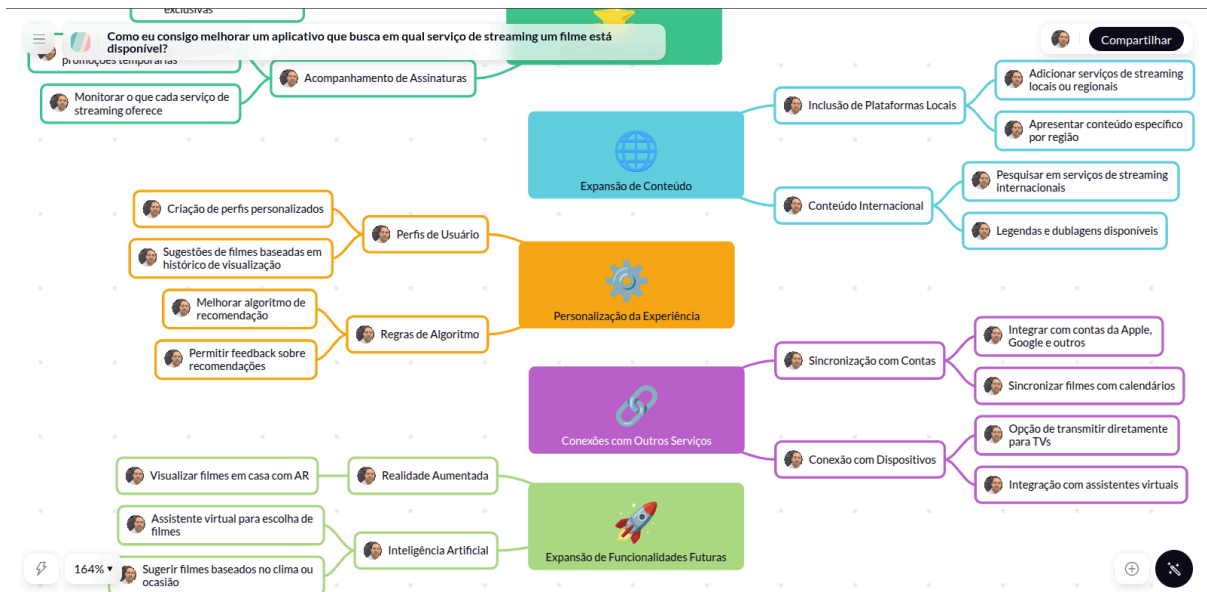 exclusivas
Como eu consigo melhorar um aplicativo que busca em qual serviço de streaming um filme está
disponível?
Compartilhar
promoções temporárias
Acompanhamento de Assinaturas
Monitorar o que cada serviço de
streaming oferece
Expansão de Conteúdo
Inclusão de Plataformas Locais
Adicionar serviços de streaming
locais ou regionais
Apresentar conteúdo específico
por região
Conteúdo Internacional
Pesquisar em serviços de streaming
internacionais
Legendas e dublagens disponíveis
Criação de perfis personalizados
Perfis de Usuário
Sugestões de filmes baseadas em
histórico de visualização
Personalização da Experiência
Melhorar algoritmo de
recomendação
Regras de Algoritmo
Permitir feedback sobre
recomendações
Sincronização com Contas
Integrar com contas da Apple,
Google e outros
Sincronizar filmes com calendários
Conexões com Outros Serviços
Conexão com Dispositivos
Opção de transmitir diretamente
para TVs
Integração com assistentes virtuais
Visualizar filmes em casa com AR
Realidade Aumentada
Assistente virtual para escolha de
filmes
Inteligência Artificial
Expansão de Funcionalidades Futuras
Sugerir filmes baseados no clima ou
ocasião
164%